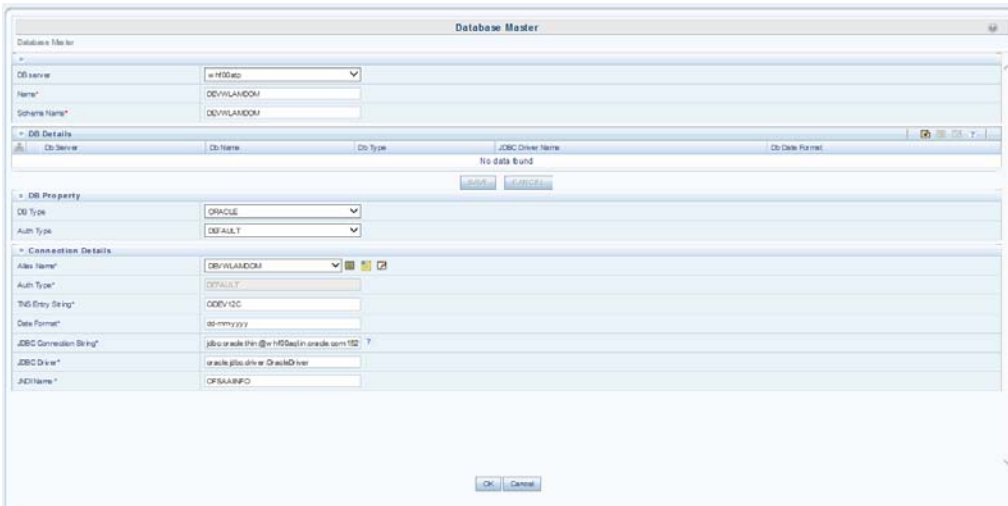 Database Master
Database Master
DB server
Name* DEVWLAMDOM
Schema Name* DEVWLAMDOM
DB Details
Db Server Db Name Db Type JDBC Driver Name Db Date Format
No data found
SAVE CANCEL
DB Property
DB Type ORACLE
Auth Type DEFAULT
Connection Details
Alias Name* DEVWLAMDOM
Auth Type* DEFAULT
TNS Entry String*
Date Format* dd-mm-yyyy
JDBC Connection String* ?
JDBC Driver* oracle.jdbc.driver.OracleDriver
JNDI Name * OFSAAINFO
OK Cancel